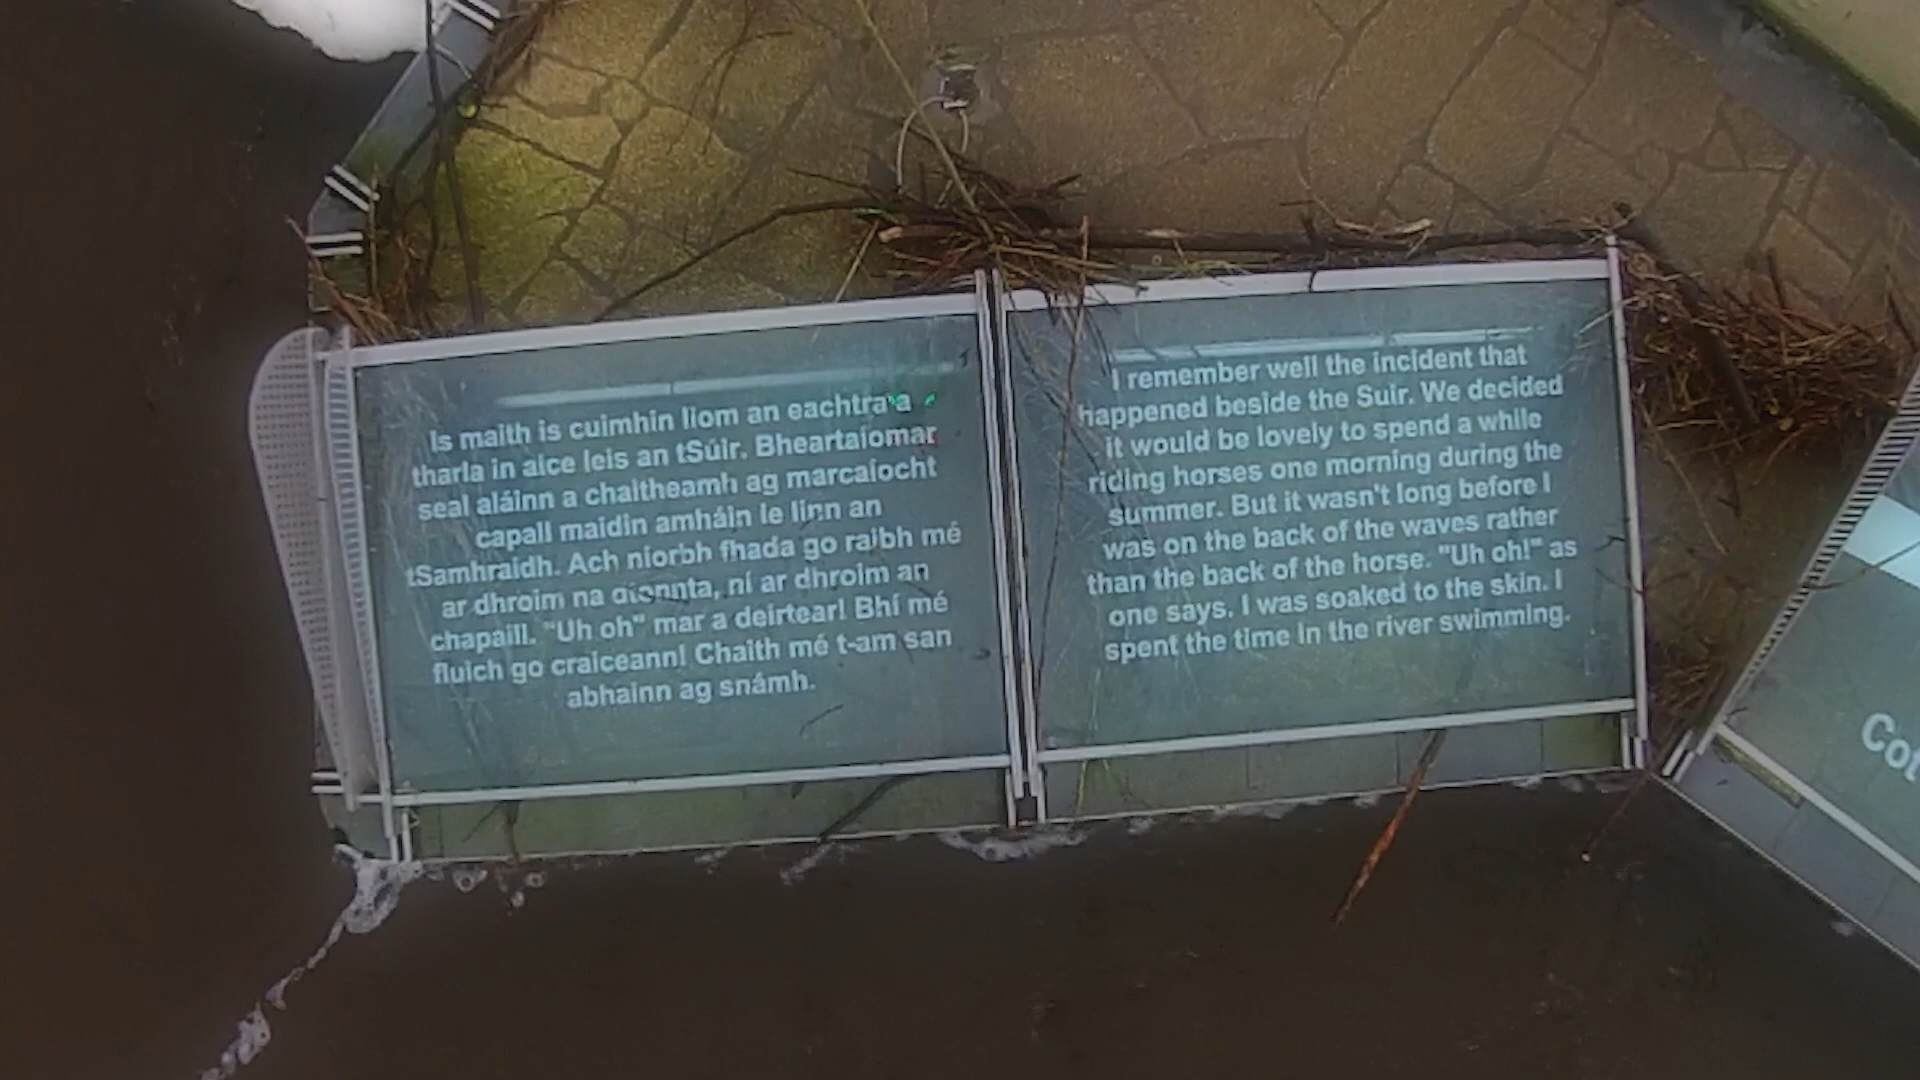 Is maith is cuimhin liom an eachtra a
tharla in aice leis an tSúir. Bheartaíomar
seal aláinn a chaitheamh ag marcaíocht
capall maidin amháin le linn an
tSamhraidh. Ach níorbh fhada go raibh mé
ar dhroim na dtonnta, ní ar dhroim an
chapaill. "Uh oh" mar a deirtear! Bhí mé
fluich go craiceann! Chaith mé t-am san
abhainn ag snámh.
I remember well the incident that
happened beside the Suir. We decided
it would be lovely to spend a while
riding horses one morning during the
summer. But it wasn't long before I
was on the back of the waves rather
than the back of the horse. "Uh oh!" as
one says. I was soaked to the skin. I
spent the time in the river swimming.